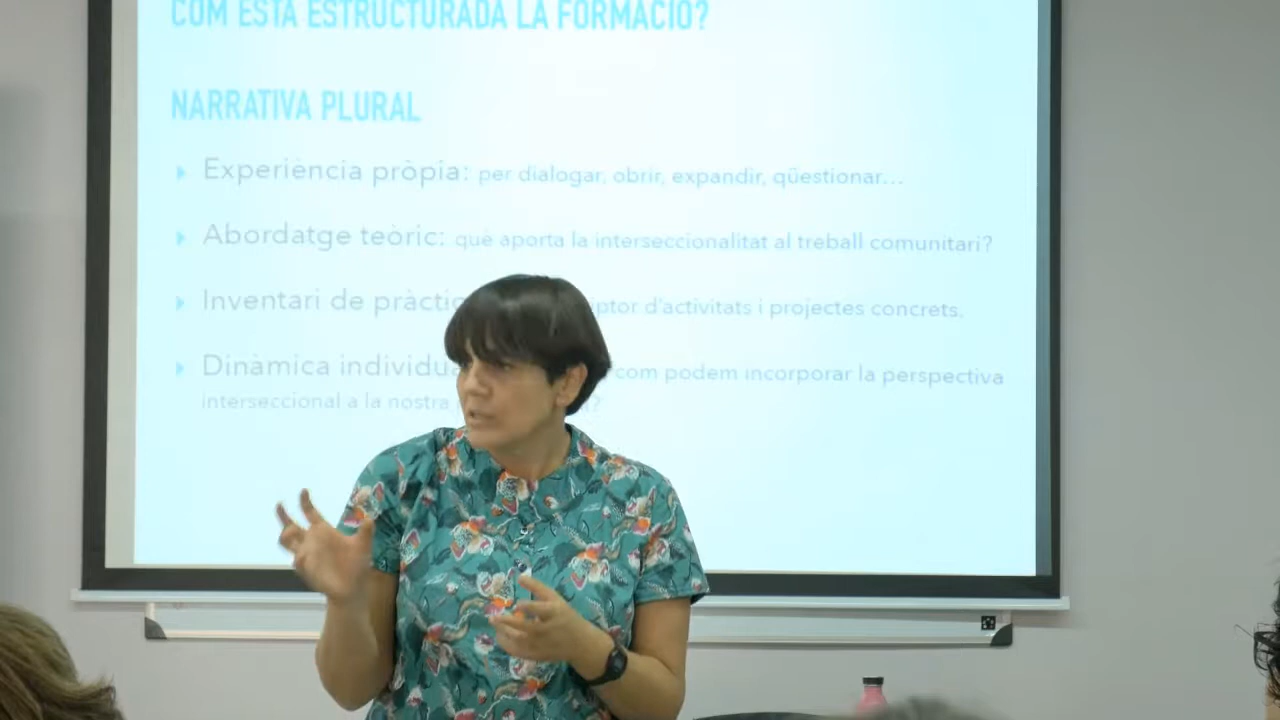 COM ESTÀ ESTRUCTURADA LA FORMACIÓ?
NARRATIVA PLURAL
Experiència pròpia: per dialogar, obrir, expandir, qüestionar...
Abordatge teòric: què aporta la interseccionalitat al treball comunitari?
Inventari de pràctic ptor d'activitats i projectes concrets.
Dinàmica individua com podem incorporar la perspectiva
interseccional a la nostra ?